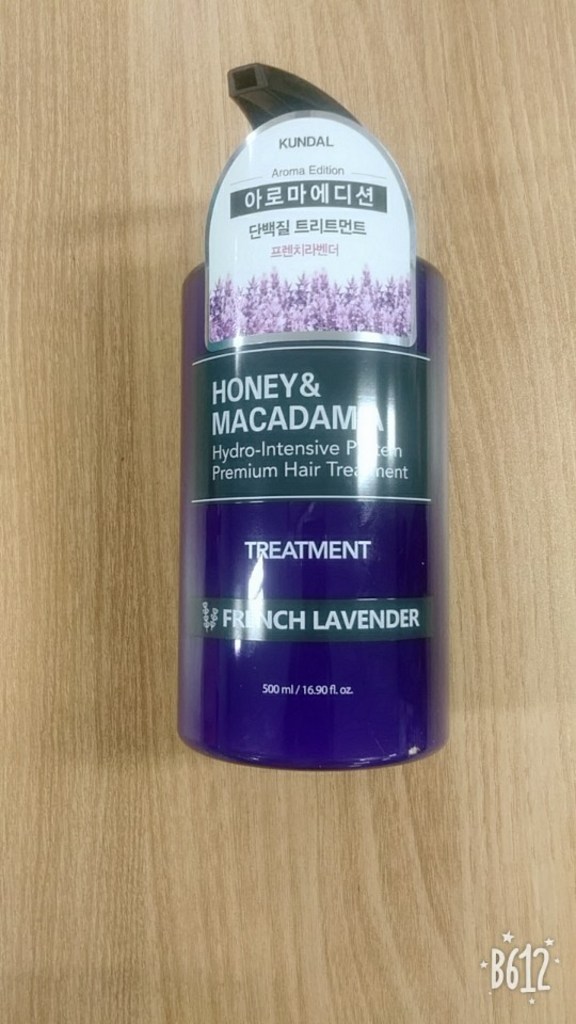 KUNDAL
Aroma Edition
아로마에디션
단백질 트리트먼트
프렌치라벤더
HONEY&
MACADAMIA
Hydro-Intensive Protein
Premium Hair Treatment
TREATMENT
FRENCH LAVENDER
500 ml / 16.90 fl. oz.
B612